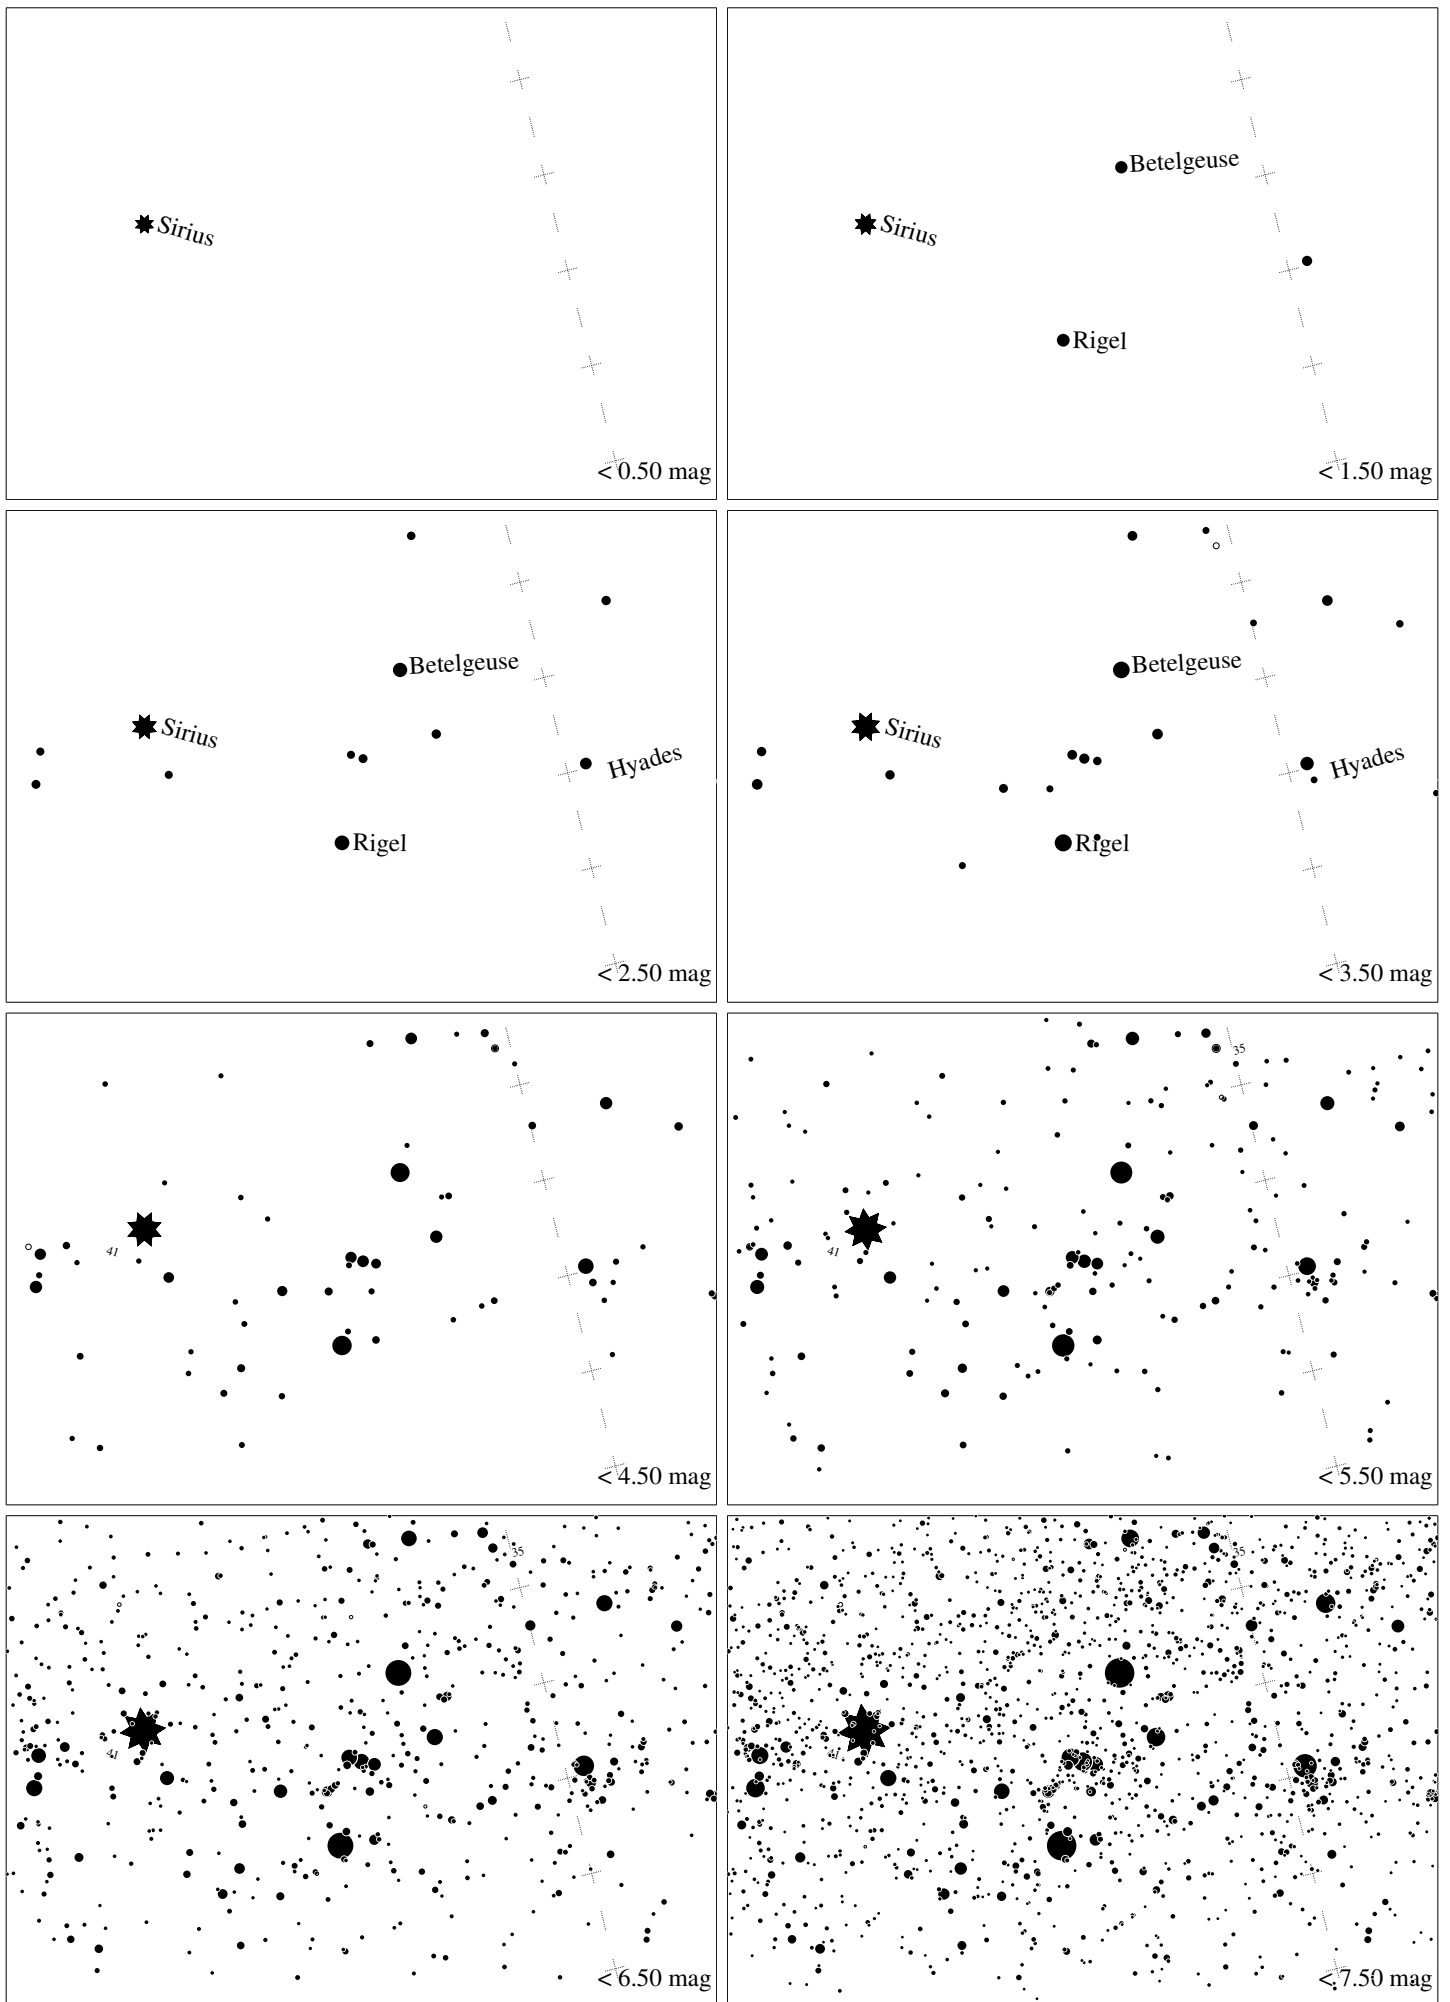 Sirius
< 0.50 mag
Betelgeuse
Sirius
Rigel
< 1.50 mag
Betelgeuse
Sirius
Hyades
Rigel
< 2.50 mag
Betelgeuse
Sirius
Hyades
Rigel
< 3.50 mag
41
< 4.50 mag
35
41
< 5.50 mag
35
41
< 6.50 mag
35
41
< 7.50 mag